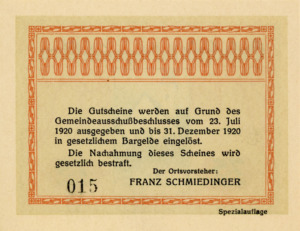 Die Gutscheine werden auf Grund des
Gemeindeausschußbeschlusses vom 23. Juli
1920 ausgegeben und bis 31. Dezember 1920
in gesetzlichem Bargelde eingelöst.
Die Nachahmung dieses Scheines wird
gesetzlich bestraft.
Der Ortsvorsteher:
015 FRANZ SCHMIEDINGER
Spezialauflage